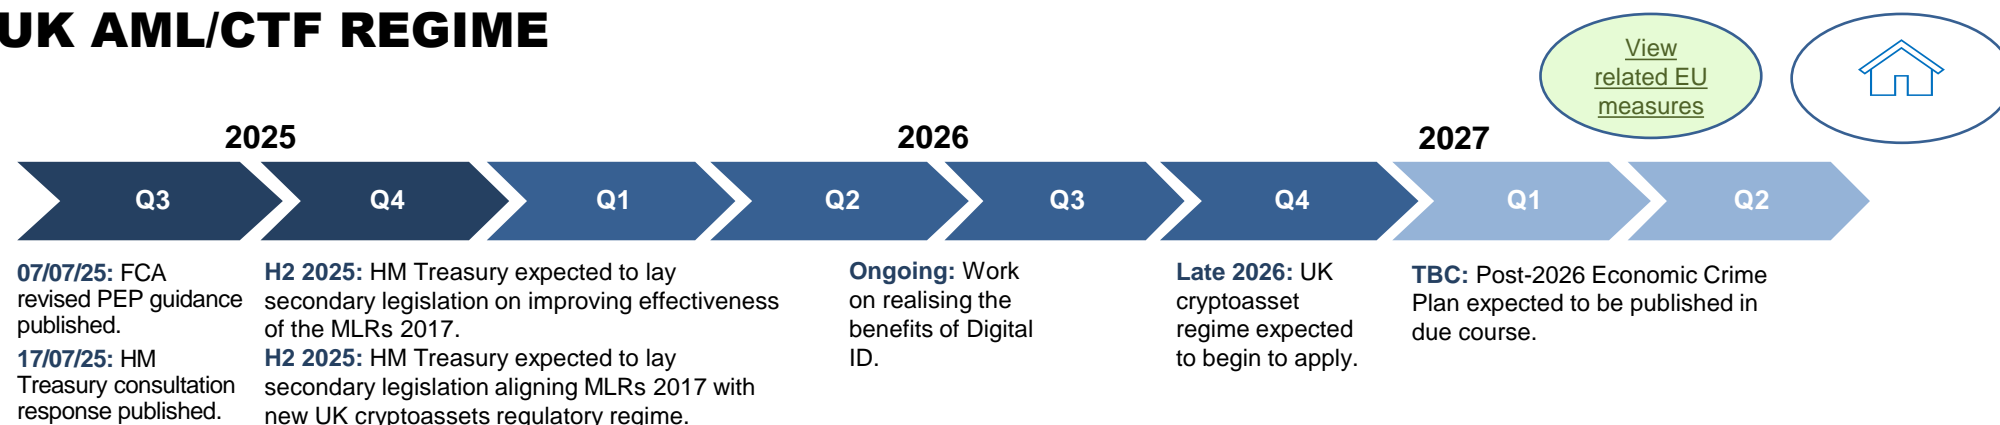 UK AML/CTF REGIME
View
related EU
measures
2025
2026
2027
Q3
Q4
Q1
Q2
Q3
Q4
Q1
Q2
07/07/25: FCA
revised PEP guidance
published.
17/07/25: HM
Treasury consultation
response published.
H2 2025: HM Treasury expected to lay
secondary legislation on improving effectiveness
of the MLRs 2017.
H2 2025: HM Treasury expected to lay
secondary legislation aligning MLRs 2017 with
new UK cryptoassets regulatory regime.
Ongoing: Work
on realising the
benefits of Digital
ID.
Late 2026: UK
cryptoasset
regime expected
to begin to apply.
TBC: Post-2026 Economic Crime
Plan expected to be published in
due course.